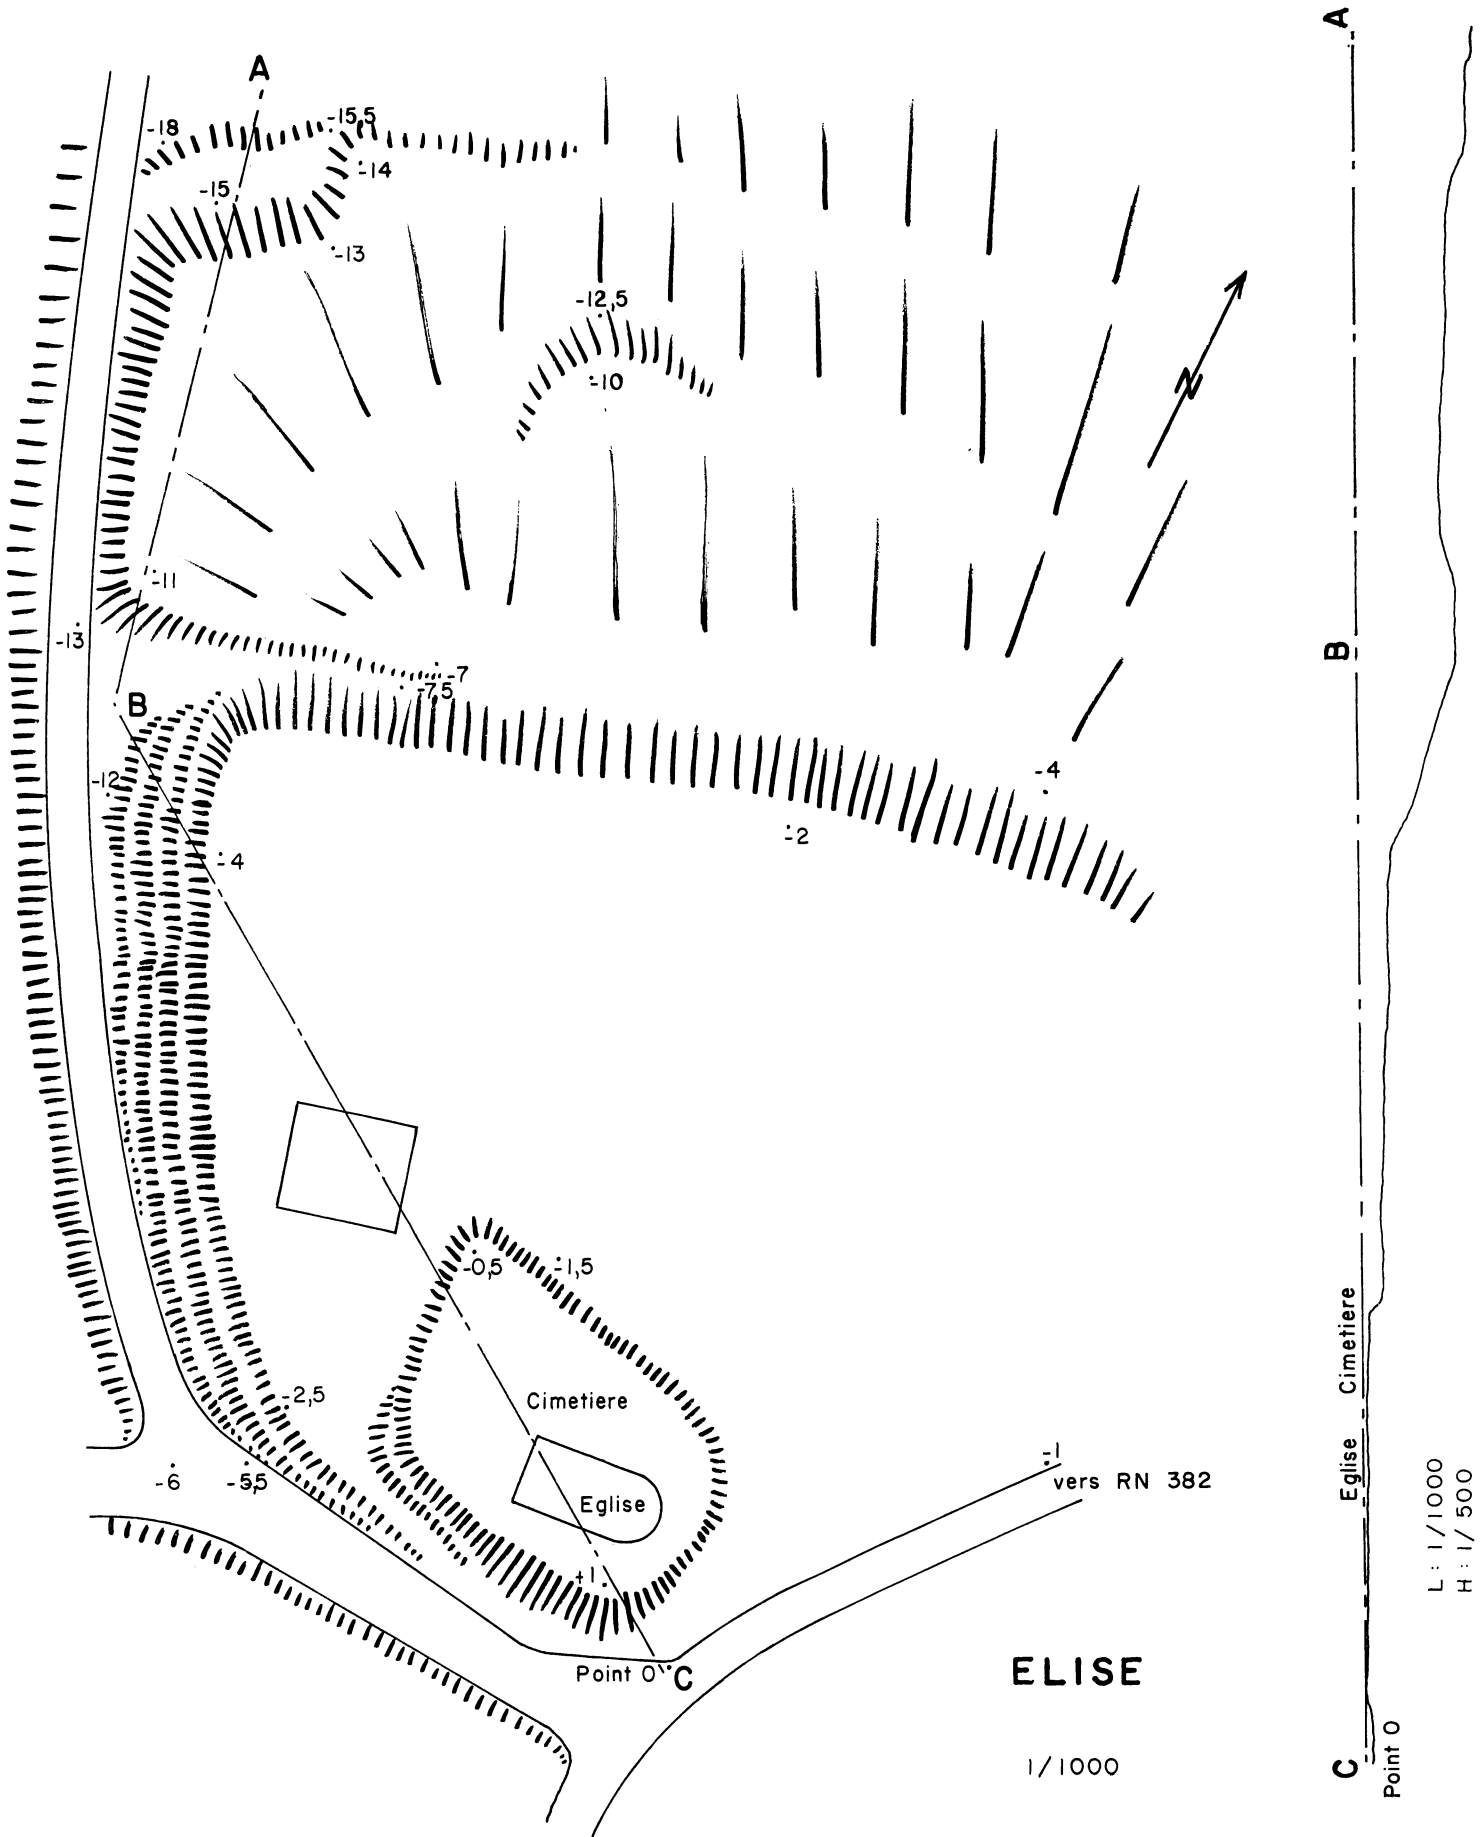 A
-15,5
-18
-14
-15
-13
-12,5
-10
N
-11
-13
-7
-7,5
B
-12
-4
-4
-2
-0,5
-1,5
-2,5
Cimetiere
-1
vers RN 382
-6
-5,5
Eglise
+1
Point 0
C
ELISE
1/1000
A
B
Cimetiere
Eglise
C
Point 0
L : 1/1000
H : 1/500